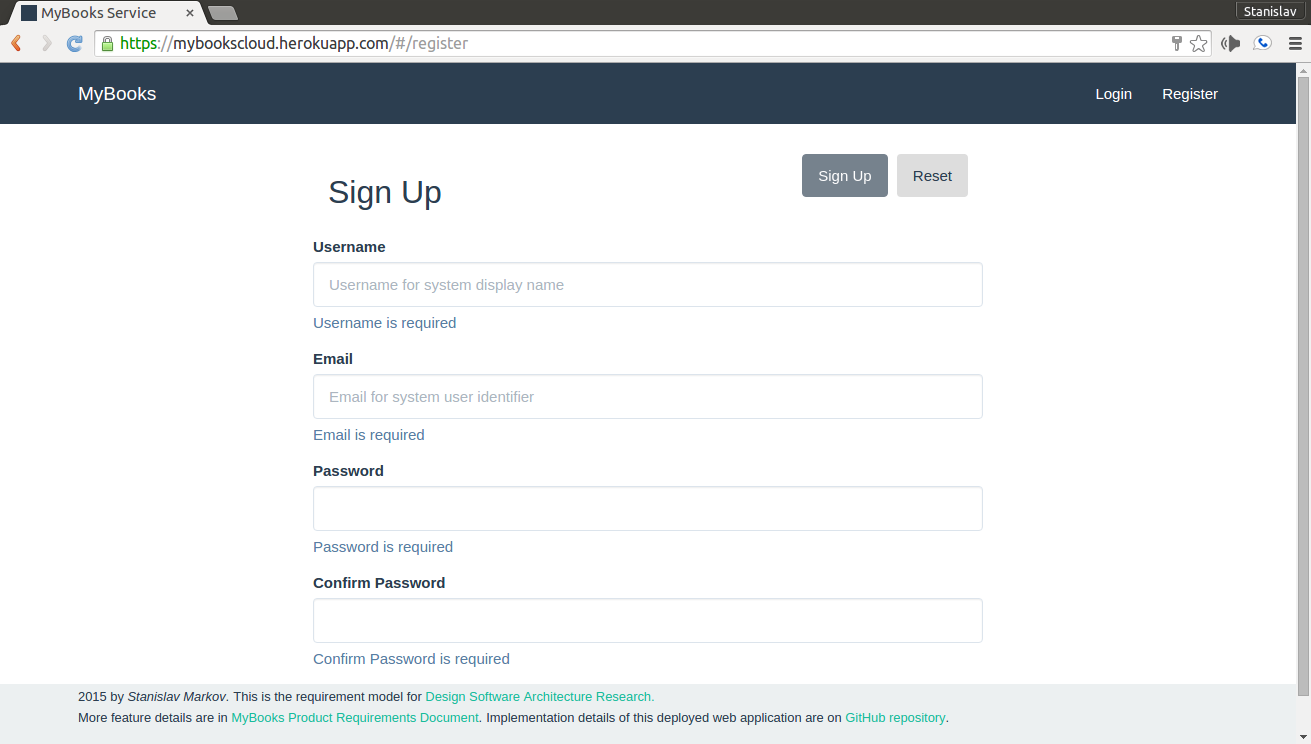 MyBooks Service
Stanislav
https://mybookscloud.herokuapp.com/#/register
MyBooks
Login
Register
Sign Up
Sign Up
Reset
Username
Username for system display name
Username is required
Email
Email for system user identifier
Email is required
Password
Password is required
Confirm Password
Confirm Password is required
2015 by Stanislav Markov. This is the requirement model for Design Software Architecture Research.
More feature details are in MyBooks Product Requirements Document. Implementation details of this deployed web application are on GitHub repository.